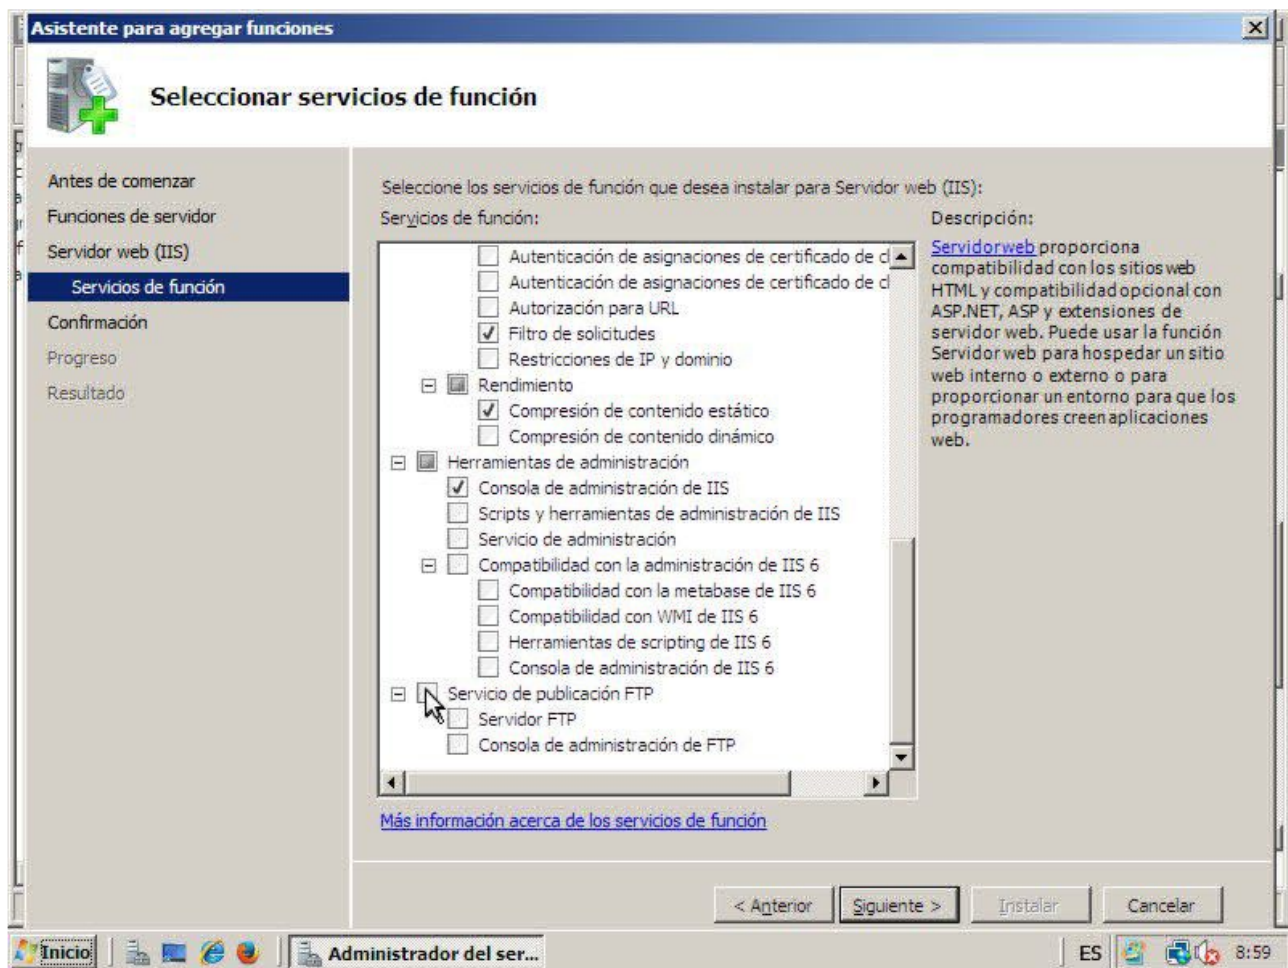 Asistente para agregar funciones
Seleccionar servicios de función
Antes de comenzar
Funciones de servidor
Servidor web (IIS)
Servicios de función
Confirmación
Progreso
Resultado
Seleccione los servicios de función que desea instalar para Servidor web (IIS):
Servicios de función:
Autenticación de asignaciones de certificado de cl
Autenticación de asignaciones de certificado de cl
Autorización para URL
Filtro de solicitudes
Restricciones de IP y dominio
Rendimiento
Compresión de contenido estático
Compresión de contenido dinámico
Herramientas de administración
Consola de administración de IIS
Scripts y herramientas de administración de IIS
Servicio de administración
Compatibilidad con la administración de IIS 6
Compatibilidad con la metabase de IIS 6
Compatibilidad con WMI de IIS 6
Herramientas de scripting de IIS 6
Consola de administración de IIS 6
Servicio de publicación FTP
Servidor FTP
Consola de administración de FTP
Más información acerca de los servicios de función
Descripción:
Servidor web proporciona
compatibilidad con los sitios web
HTML y compatibilidad opcional con
ASP.NET, ASP y extensiones de
servidor web. Puede usar la función
Servidor web para hospedar un sitio
web interno o externo o para
proporcionar un entorno para que los
programadores creen aplicaciones
web.
< Anterior
Siguiente >
Instalar
Cancelar
Inicio
Administrador del ser...
ES
8:59